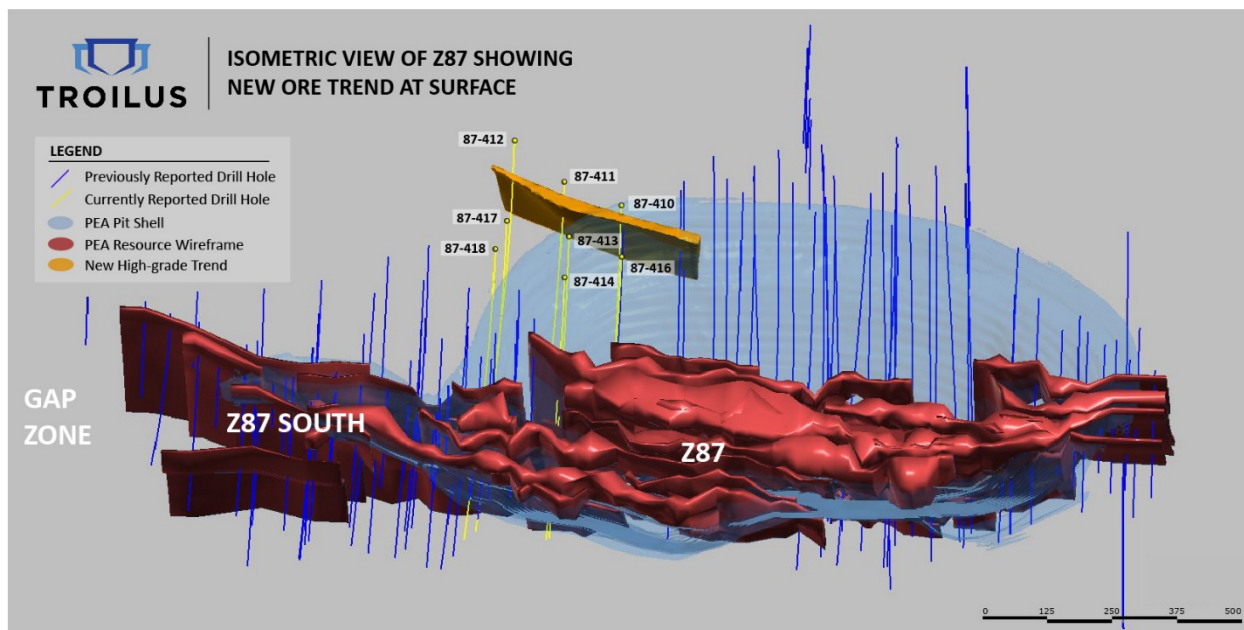 TROILUS
ISOMETRIC VIEW OF Z87 SHOWING
NEW ORE TREND AT SURFACE
LEGEND
Previously Reported Drill Hole
Currently Reported Drill Hole
PEA Pit Shell
PEA Resource Wireframe
New High-grade Trend
87-412
87-411
87-410
87-417
87-413
87-418
87-416
87-414
GAP
ZONE
Z87 SOUTH
Z87
0 125 250 375 500